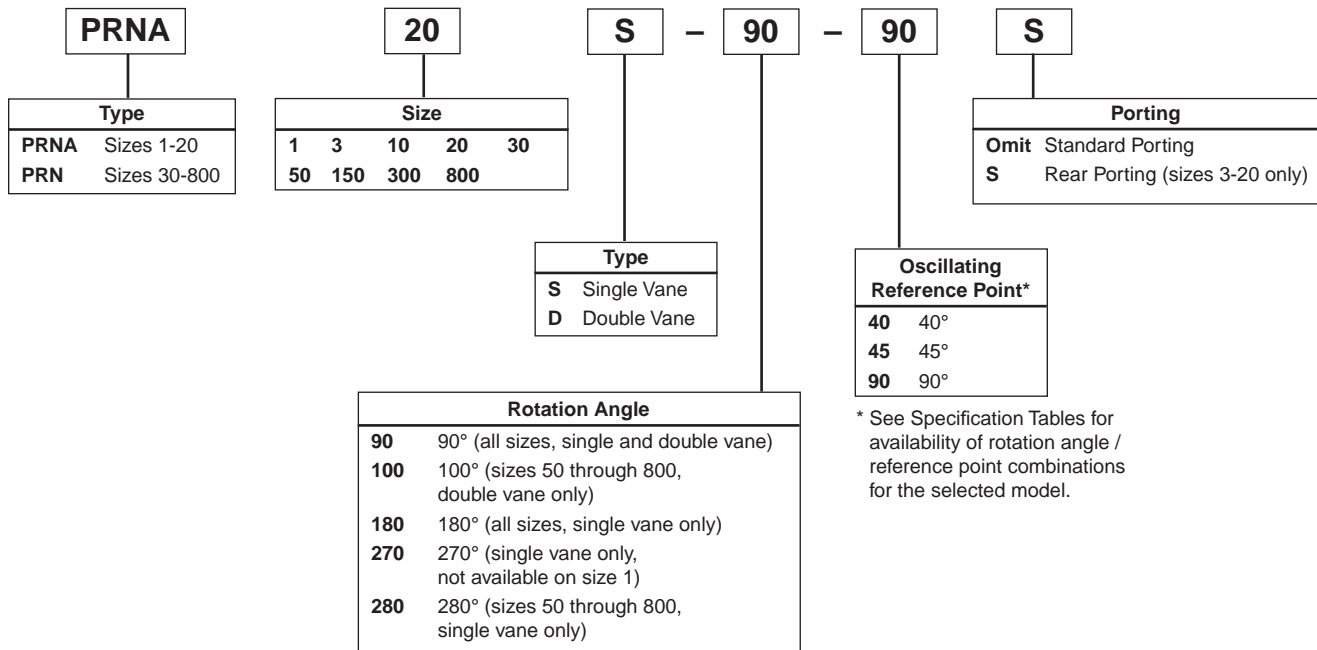 PRNA 20 S – 90 – 90 S
Type
PRNA Sizes 1-20
PRN Sizes 30-800
Size
1 3 10 20 30
50 150 300 800
Porting
Omit Standard Porting
S Rear Porting (sizes 3-20 only)
Type
S Single Vane
D Double Vane
Oscillating
Reference Point*
40 40°
45 45°
90 90°
* See Specification Tables for
availability of rotation angle /
reference point combinations
for the selected model.
Rotation Angle
90 90° (all sizes, single and double vane)
100 100° (sizes 50 through 800,
double vane only)
180 180° (all sizes, single vane only)
270 270° (single vane only,
not available on size 1)
280 280° (sizes 50 through 800,
single vane only)